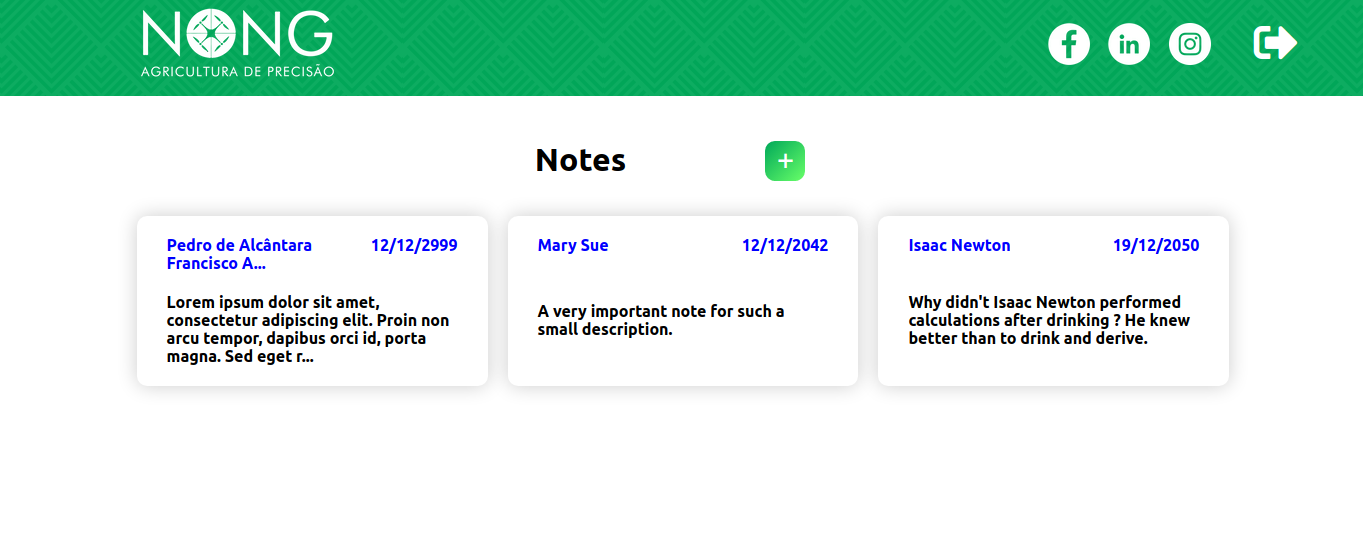 NONG
AGRICULTURA DE PRECISÃO
Notes
+
Pedro de Alcântara
Francisco A...
12/12/2999
Lorem ipsum dolor sit amet,
consectetur adipiscing elit. Proin non
arcu tempor, dapibus orci id, porta
magna. Sed eget r...
Mary Sue
12/12/2042
A very important note for such a
small description.
Isaac Newton
19/12/2050
Why didn't Isaac Newton performed
calculations after drinking ? He knew
better than to drink and derive.